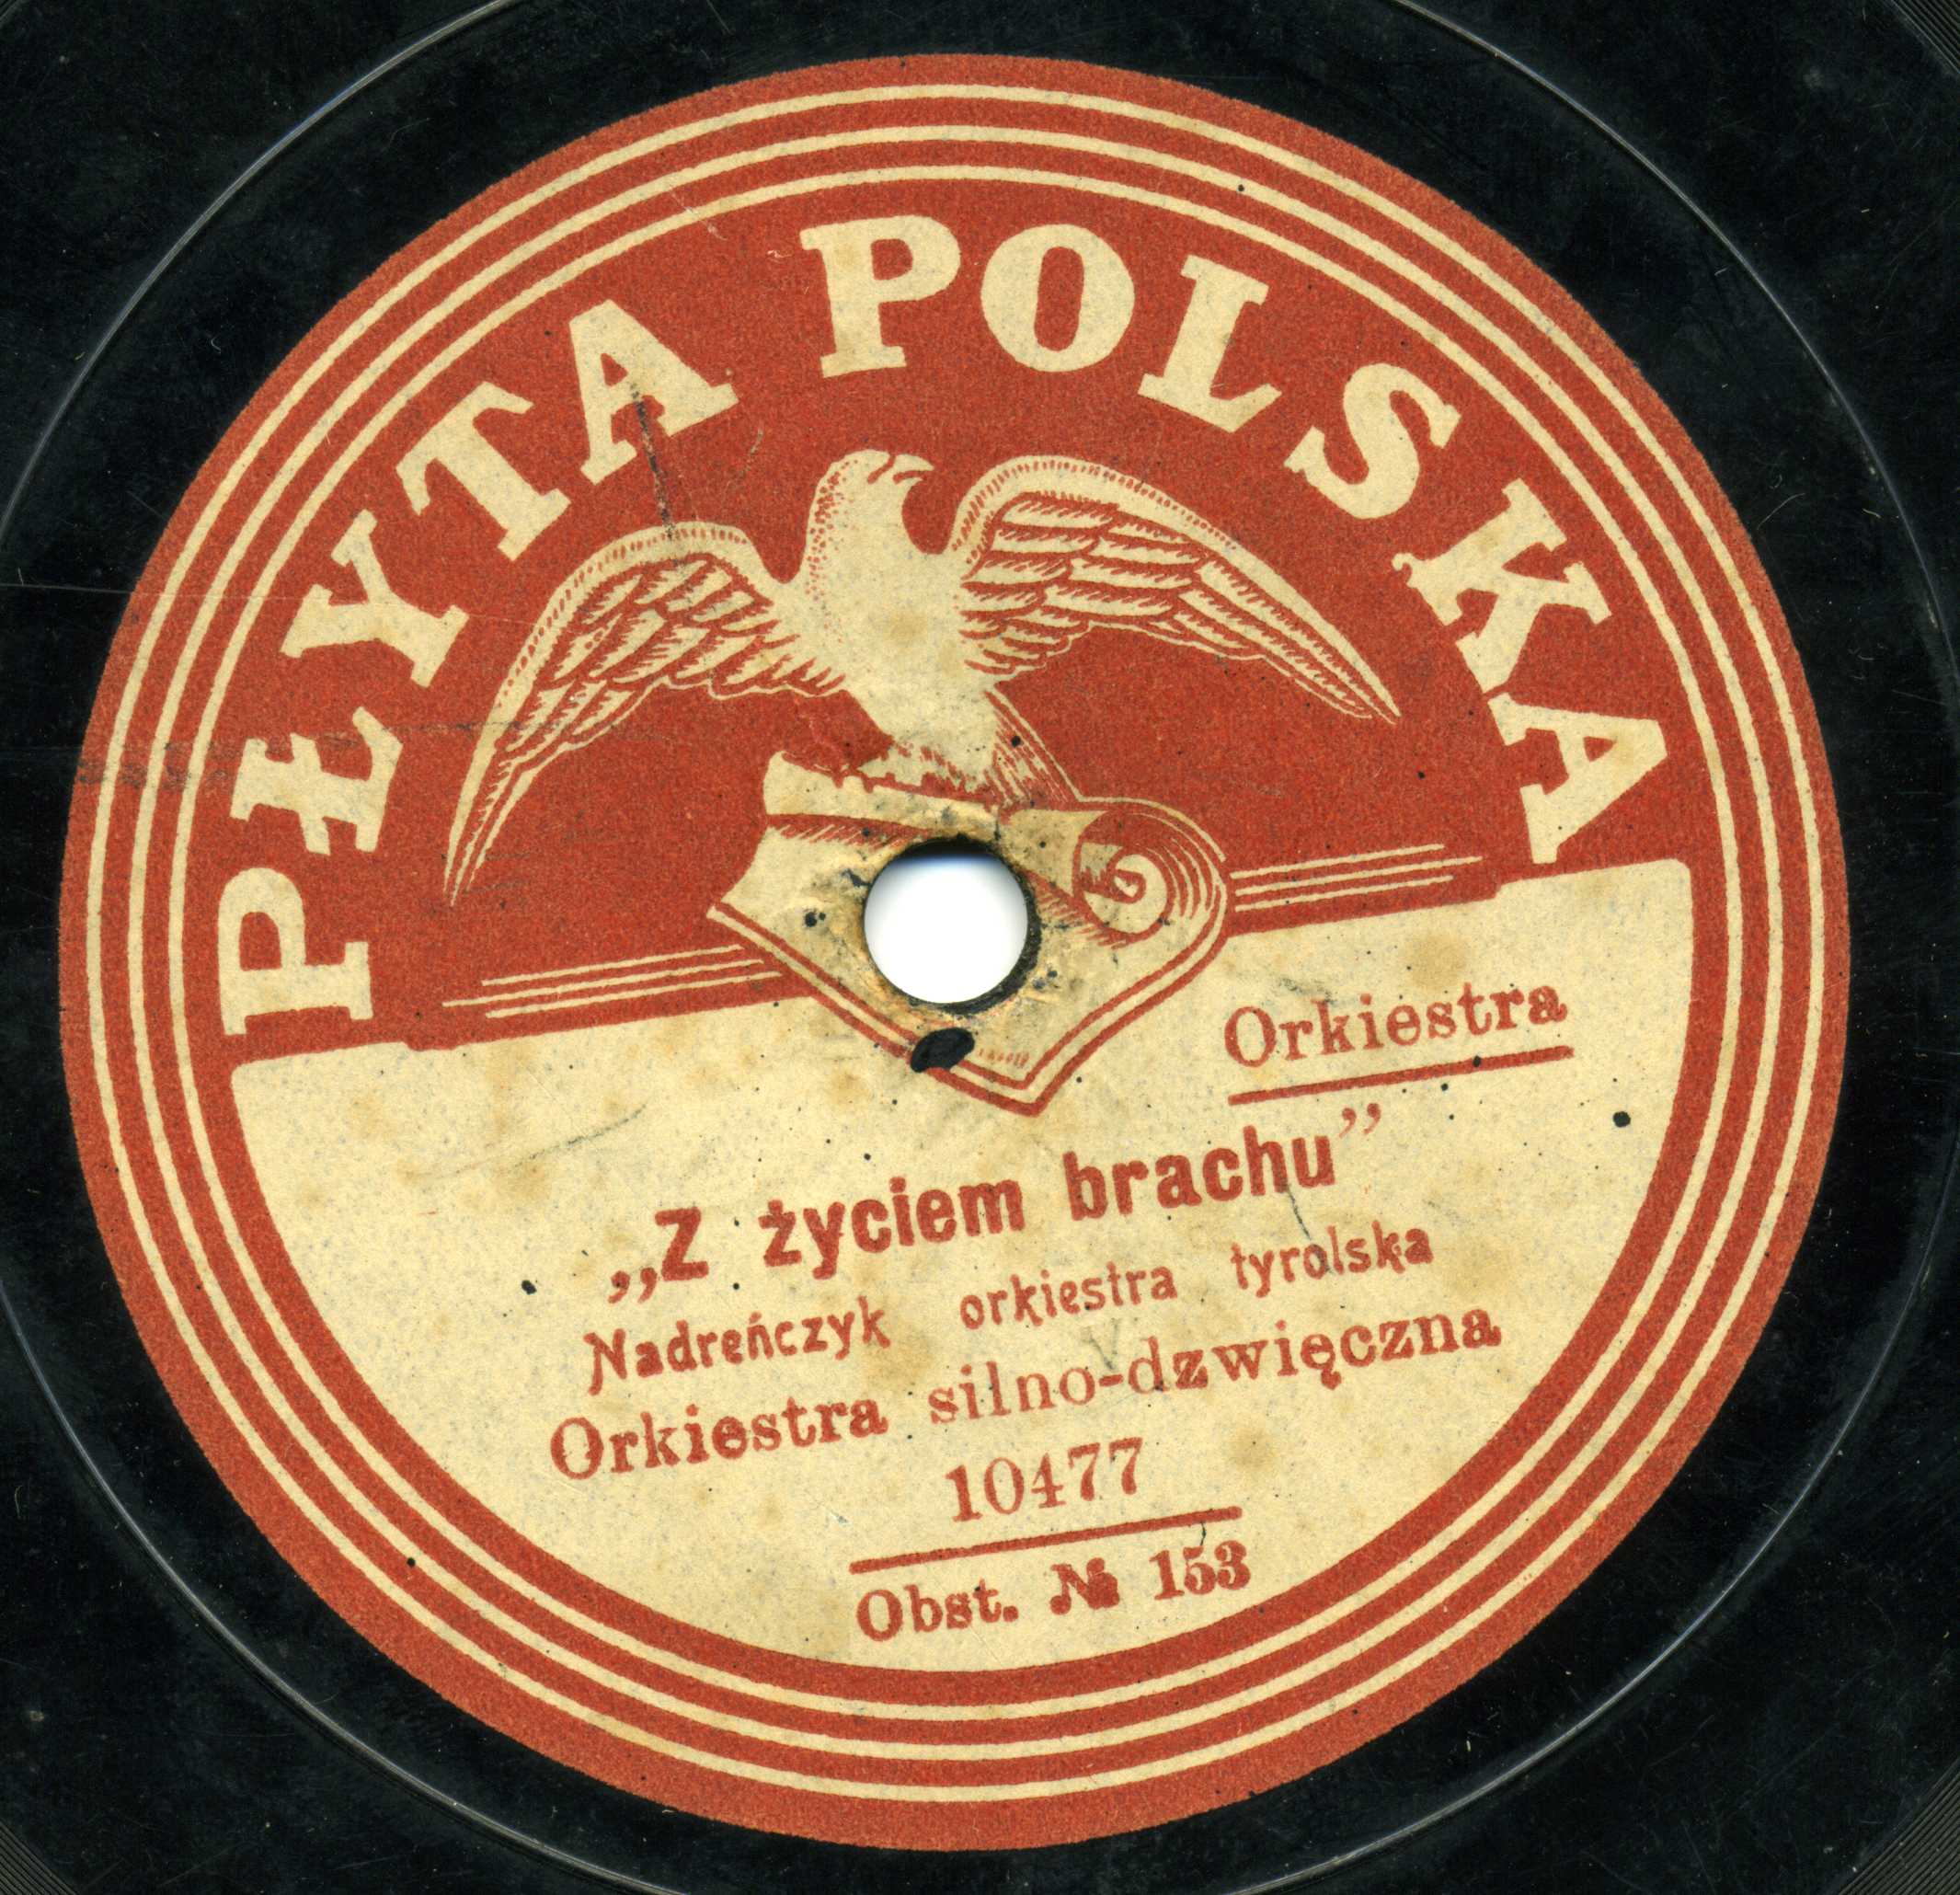 PŁYTA POLSKA
Orkiestra
„Z życiem brachu”
Nadreńczyk orkiestra tyrolska
Orkiestra silno-dzwięczna
10477
Obst. № 153